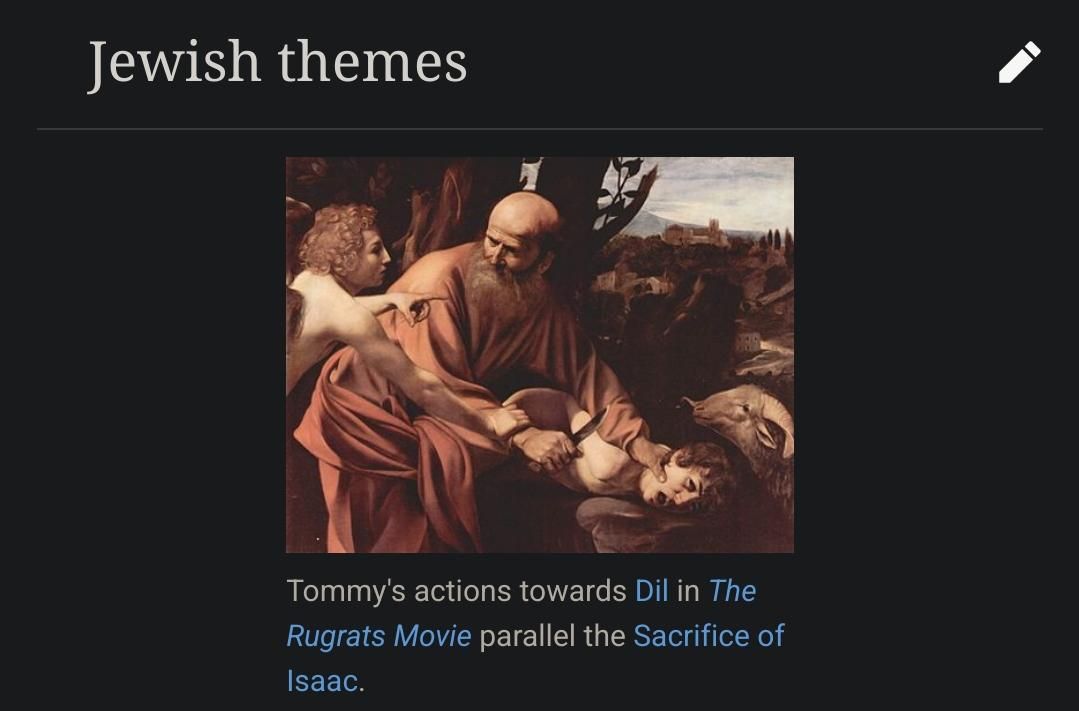 Jewish themes
Tommy's actions towards Dil in The
Rugrats Movie parallel the Sacrifice of
Isaac.